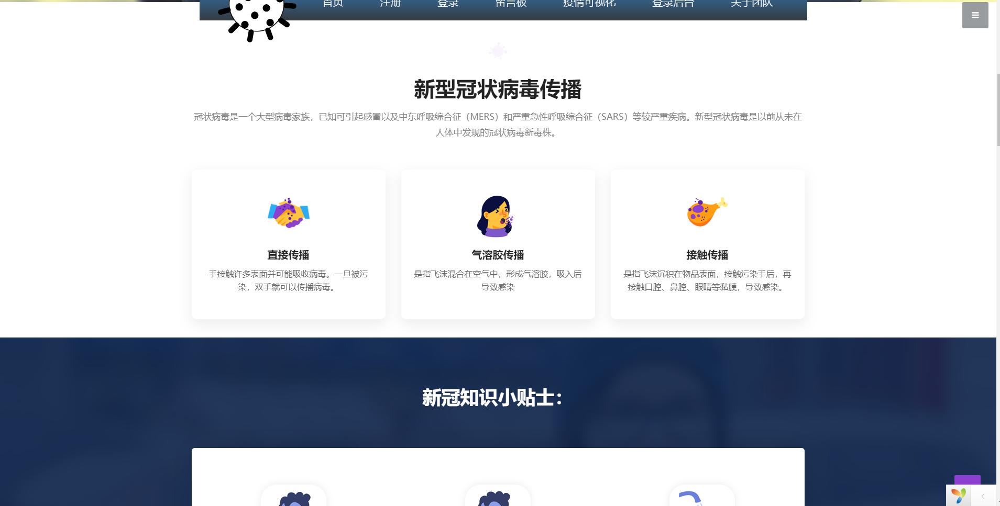 首页 注册 登录 留言板 疫情可视化 登录后台 关于团队
新型冠状病毒传播
冠状病毒是一个大型病毒家族，已知可引起感冒以及中东呼吸综合征（MERS）和严重急性呼吸综合征（SARS）等较严重疾病。新型冠状病毒是以前从未在
人体中发现的冠状病毒新毒株。
直接传播
手接触许多表面并可能吸收病毒。一旦被污
染，双手就可以传播病毒。
气溶胶传播
是指飞沫混合在空气中，形成气溶胶，吸入后
导致感染
接触传播
是指飞沫沉积在物品表面，接触污染手后，再
接触口腔、鼻腔、眼睛等黏膜，导致感染。
新冠知识小贴士：